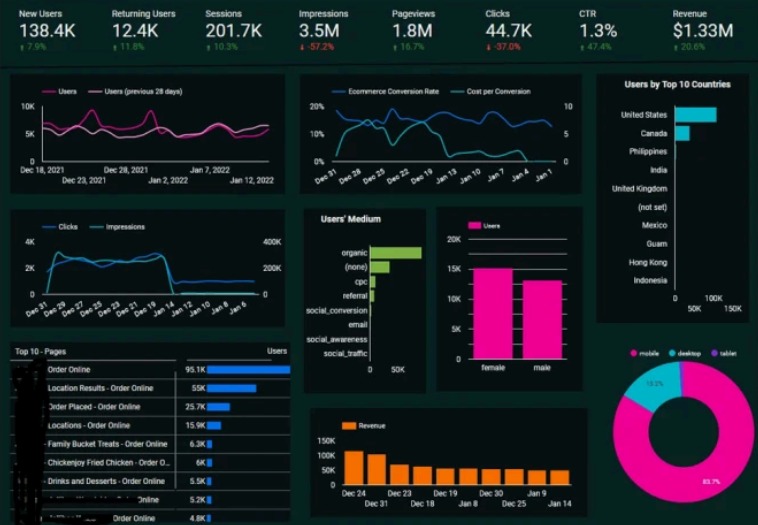 New Users
Returning Users
Sessions
Impressions
Pageviews
Clicks
CTR
Revenue
138.4K
12.4K
201.7K
3.5M
1.8M
44.7K
1.3%
$1.33M
7.9%
11.8%
10.3%
-57.2%
16.7%
-37.0%
47.4%
20.6%
Users
Users (previous 28 days)
10K
5K
0
Dec 18, 2021
Dec 28, 2021
Jan 7, 2022
Dec 23, 2021
Jan 2, 2022
Jan 12, 2022
Ecommerce Conversion Rate
Cost per Conversion
20%
10%
0%
10
5
0
Dec 31
Dec 28
Dec 25
Dec 22
Dec 19
Jan 13
Jan 10
Jan 7
Jan 4
Jan 1
Users by Top 10 Countries
United States
Canada
Philippines
India
United Kingdom
(not set)
Mexico
Guam
Hong Kong
Indonesia
0
100K
50K
150K
Clicks
Impressions
4K
2K
0
400K
200K
0
Dec 31
Dec 29
Dec 27
Dec 25
Dec 23
Dec 21
Dec 19
Jan 14
Jan 12
Jan 10
Jan 8
Jan 6
Users' Medium
organic
(none)
cpc
referral
social_conversion
email
social_awareness
social_traffic
0
50K
Users
20K
15K
10K
5K
0
female
male
Top 10 - Pages
Users
Order Online
95.1K
Location Results - Order Online
55K
Order Placed - Order Online
25.7K
Locations - Order Online
15.9K
Family Bucket Treats - Order Online
6.3K
Chickenjoy Fried Chicken - Order O...
6K
Drinks and Desserts - Order Online
5.5K
Online
5.2K
Order Online
4.8K
Revenue
150K
100K
50K
0
Dec 24
Dec 23
Dec 19
Dec 30
Jan 9
Dec 31
Dec 18
Jan 8
Dec 25
Jan 14
mobile
desktop
tablet
83.7%